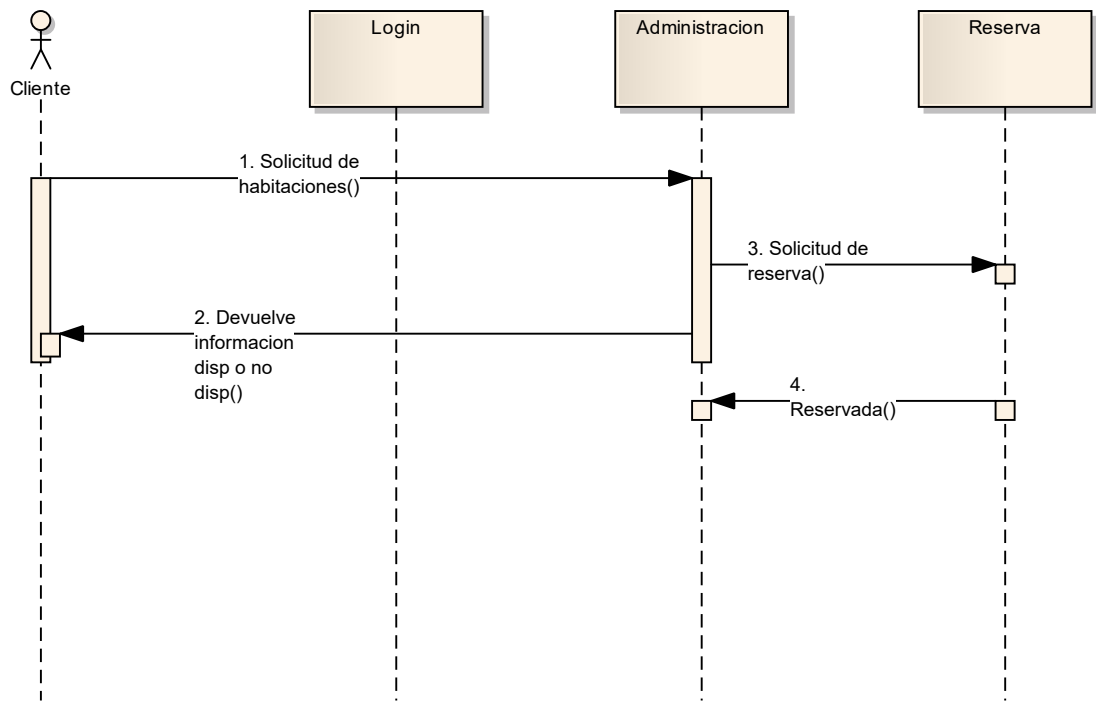 Cliente
Login
Administracion
Reserva
1. Solicitud de
habitaciones()
3. Solicitud de
reserva()
2. Devuelve
informacion
disp o no
disp()
4.
Reservada()